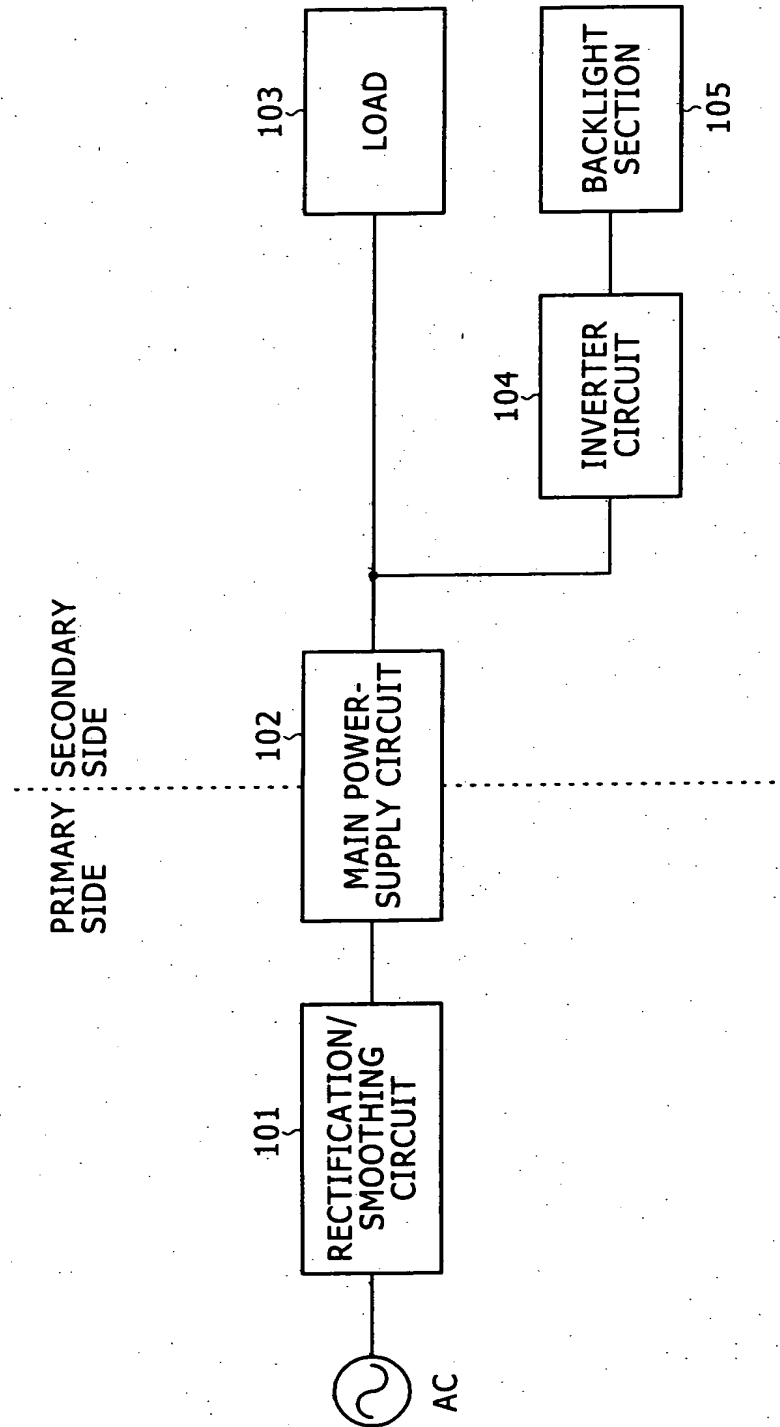 PRIMARY
SIDE
SECONDARY
SIDE
AC
101
RECTIFICATION/
SMOOTHING
CIRCUIT
102
MAIN POWER-
SUPPLY CIRCUIT
103
LOAD
104
INVERTER
CIRCUIT
BACKLIGHT
SECTION
105